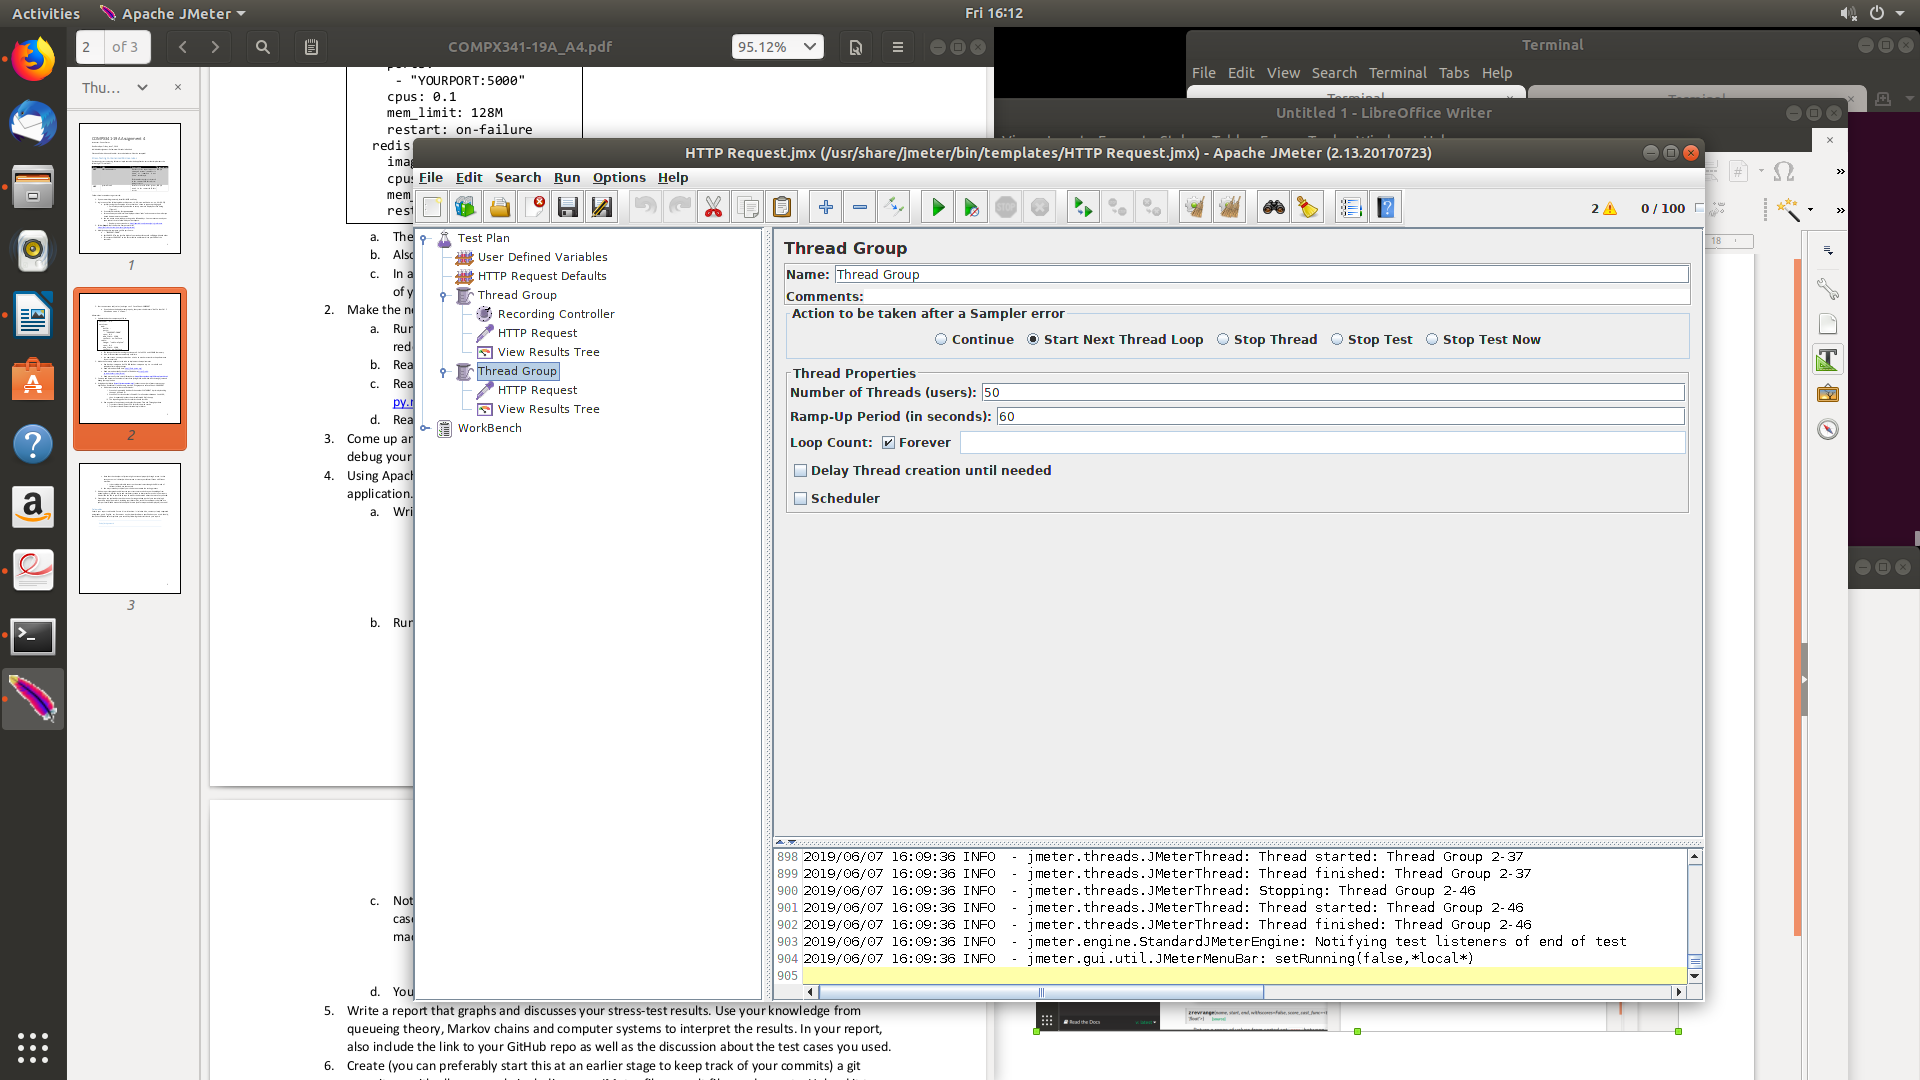 Activities
Apache JMeter
Fri 16:12
2 of 3
COMPX341-19A_A4.pdf
95.12%
Terminal
File Edit View Search Terminal Tabs Help
Untitled 1 - LibreOffice Writer
Thu...
1
2
3
- "YOURPORT:5000"
cpus: 0.1
mem_limit: 128M
restart: on-failure
redis
imag
cpus
mem_
rest
a. The
b. Also
c. In a
of y
2. Make the ne
a. Run
red
b. Rea
c. Rea
py.r
d. Rea
3. Come up an
debug your
4. Using Apach
application.
a. Wri
b. Run
c. Not
case
mac
d. You
5. Write a report that graphs and discusses your stress-test results. Use your knowledge from
queueing theory, Markov chains and computer systems to interpret the results. In your report,
also include the link to your GitHub repo as well as the discussion about the test cases you used.
6. Create (you can preferably start this at an earlier stage to keep track of your commits) a git
HTTP Request.jmx (/usr/share/jmeter/bin/templates/HTTP Request.jmx) - Apache JMeter (2.13.20170723)
File Edit Search Run Options Help
2 0 / 100
Test Plan
User Defined Variables
HTTP Request Defaults
Thread Group
Recording Controller
HTTP Request
View Results Tree
Thread Group
HTTP Request
View Results Tree
WorkBench
Thread Group
Name: Thread Group
Comments:
Action to be taken after a Sampler error
Continue Start Next Thread Loop Stop Thread Stop Test Stop Test Now
Thread Properties
Number of Threads (users): 50
Ramp-Up Period (in seconds): 60
Loop Count: Forever
Delay Thread creation until needed
Scheduler
898 2019/06/07 16:09:36 INFO - jmeter.threads.JMeterThread: Thread started: Thread Group 2-37
899 2019/06/07 16:09:36 INFO - jmeter.threads.JMeterThread: Thread finished: Thread Group 2-37
900 2019/06/07 16:09:36 INFO - jmeter.threads.JMeterThread: Stopping: Thread Group 2-46
901 2019/06/07 16:09:36 INFO - jmeter.threads.JMeterThread: Thread started: Thread Group 2-46
902 2019/06/07 16:09:36 INFO - jmeter.threads.JMeterThread: Thread finished: Thread Group 2-46
903 2019/06/07 16:09:36 INFO - jmeter.engine.StandardJMeterEngine: Notifying test listeners of end of test
904 2019/06/07 16:09:36 INFO - jmeter.gui.util.JMeterMenuBar: setRunning(false,*local*)
905
18
Read the Docs